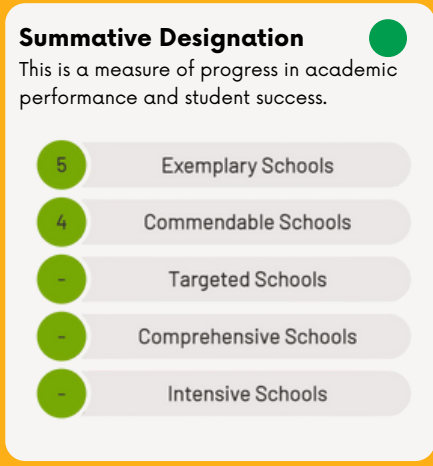 Summative Designation
This is a measure of progress in academic
performance and student success.
5 Exemplary Schools
4 Commendable Schools
- Targeted Schools
- Comprehensive Schools
- Intensive Schools